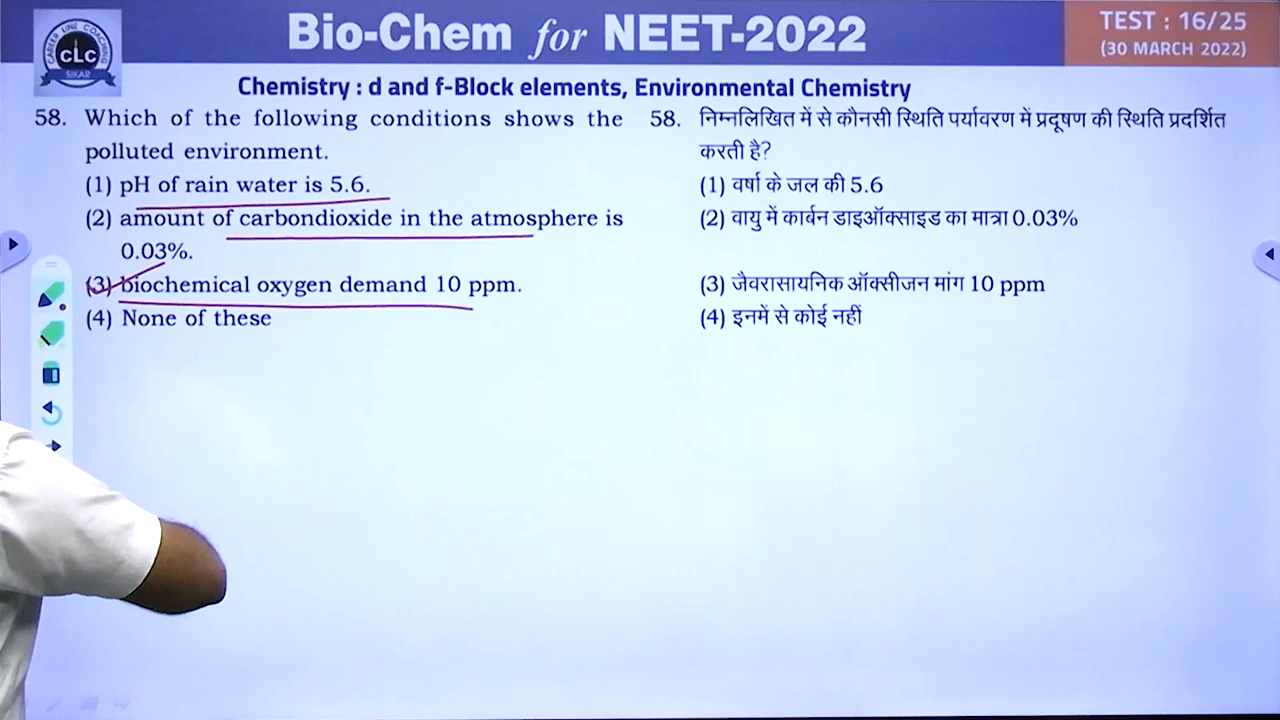 CAREER LINE COACHING
CLC
SIKAR
Bio-Chem for NEET-2022
TEST : 16/25
(30 MARCH 2022)
Chemistry : d and f-Block elements, Environmental Chemistry
58. Which of the following conditions shows the
polluted environment.
(1) pH of rain water is 5.6.
(2) amount of carbondioxide in the atmosphere is
0.03%.
(3) biochemical oxygen demand 10 ppm.
(4) None of these
58. निम्नलिखित में से कौनसी स्थिति पर्यावरण में प्रदूषण की स्थिति प्रदर्शित
करती है?
(1) वर्षा के जल की 5.6
(2) वायु में कार्बन डाइऑक्साइड का मात्रा 0.03%
(3) जैवरासायनिक ऑक्सीजन मांग 10 ppm
(4) इनमें से कोई नहीं